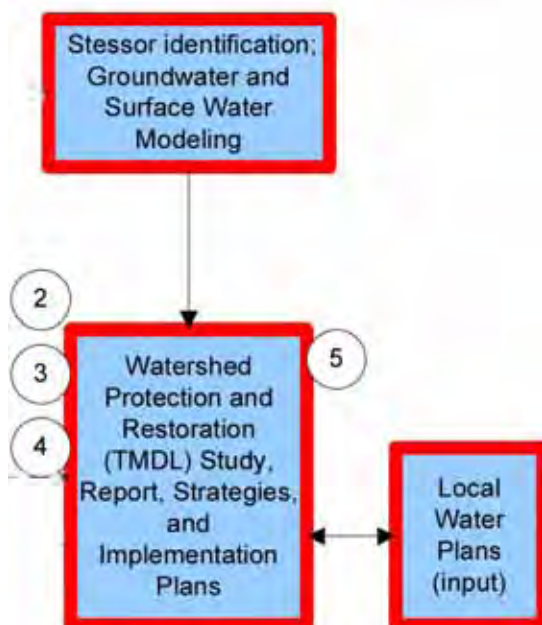 Stessor identification;
Groundwater and
Surface Water
Modeling
2
3
4
5
Watershed
Protection and
Restoration
(TMDL) Study,
Report, Strategies,
and
Implementation
Plans
Local
Water
Plans
(input)